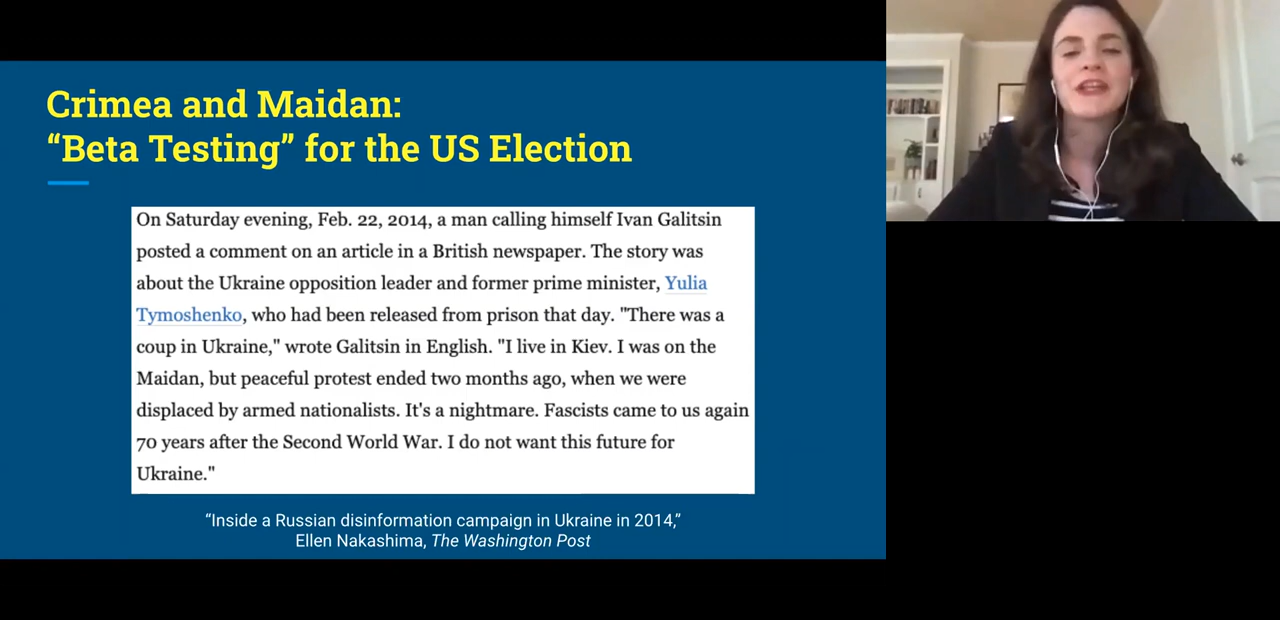 Crimea and Maidan:
“Beta Testing” for the US Election
On Saturday evening, Feb. 22, 2014, a man calling himself Ivan Galitsin
posted a comment on an article in a British newspaper. The story was
about the Ukraine opposition leader and former prime minister, Yulia
Tymoshenko, who had been released from prison that day. "There was a
coup in Ukraine," wrote Galitsin in English. "I live in Kiev. I was on the
Maidan, but peaceful protest ended two months ago, when we were
displaced by armed nationalists. It's a nightmare. Fascists came to us again
70 years after the Second World War. I do not want this future for
Ukraine."
“Inside a Russian disinformation campaign in Ukraine in 2014,”
Ellen Nakashima, The Washington Post